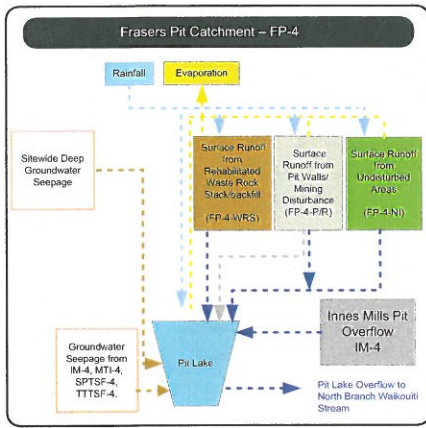 Frasers Pit Catchment – FP-4
Rainfall
Evaporation
Sitewide Deep
Groundwater
Seepage
Surface Runoff
from
Rehabilitated
Waste Rock
Stack/backfill
(FP-4-WRS)
Surface
Runoff from
Pit Walls/
Mining
Disturbance
(FP-4-P/R)
Surface Runoff
from
Undisturbed
Areas
(FP-4-NI)
Innes Mills Pit
Overflow
IM-4
Pit Lake
Groundwater
Seepage from
IM-4, MTI-4,
SPTSF-4,
TTTSF-4.
Pit Lake Overflow to
North Branch Waikouiti
Stream